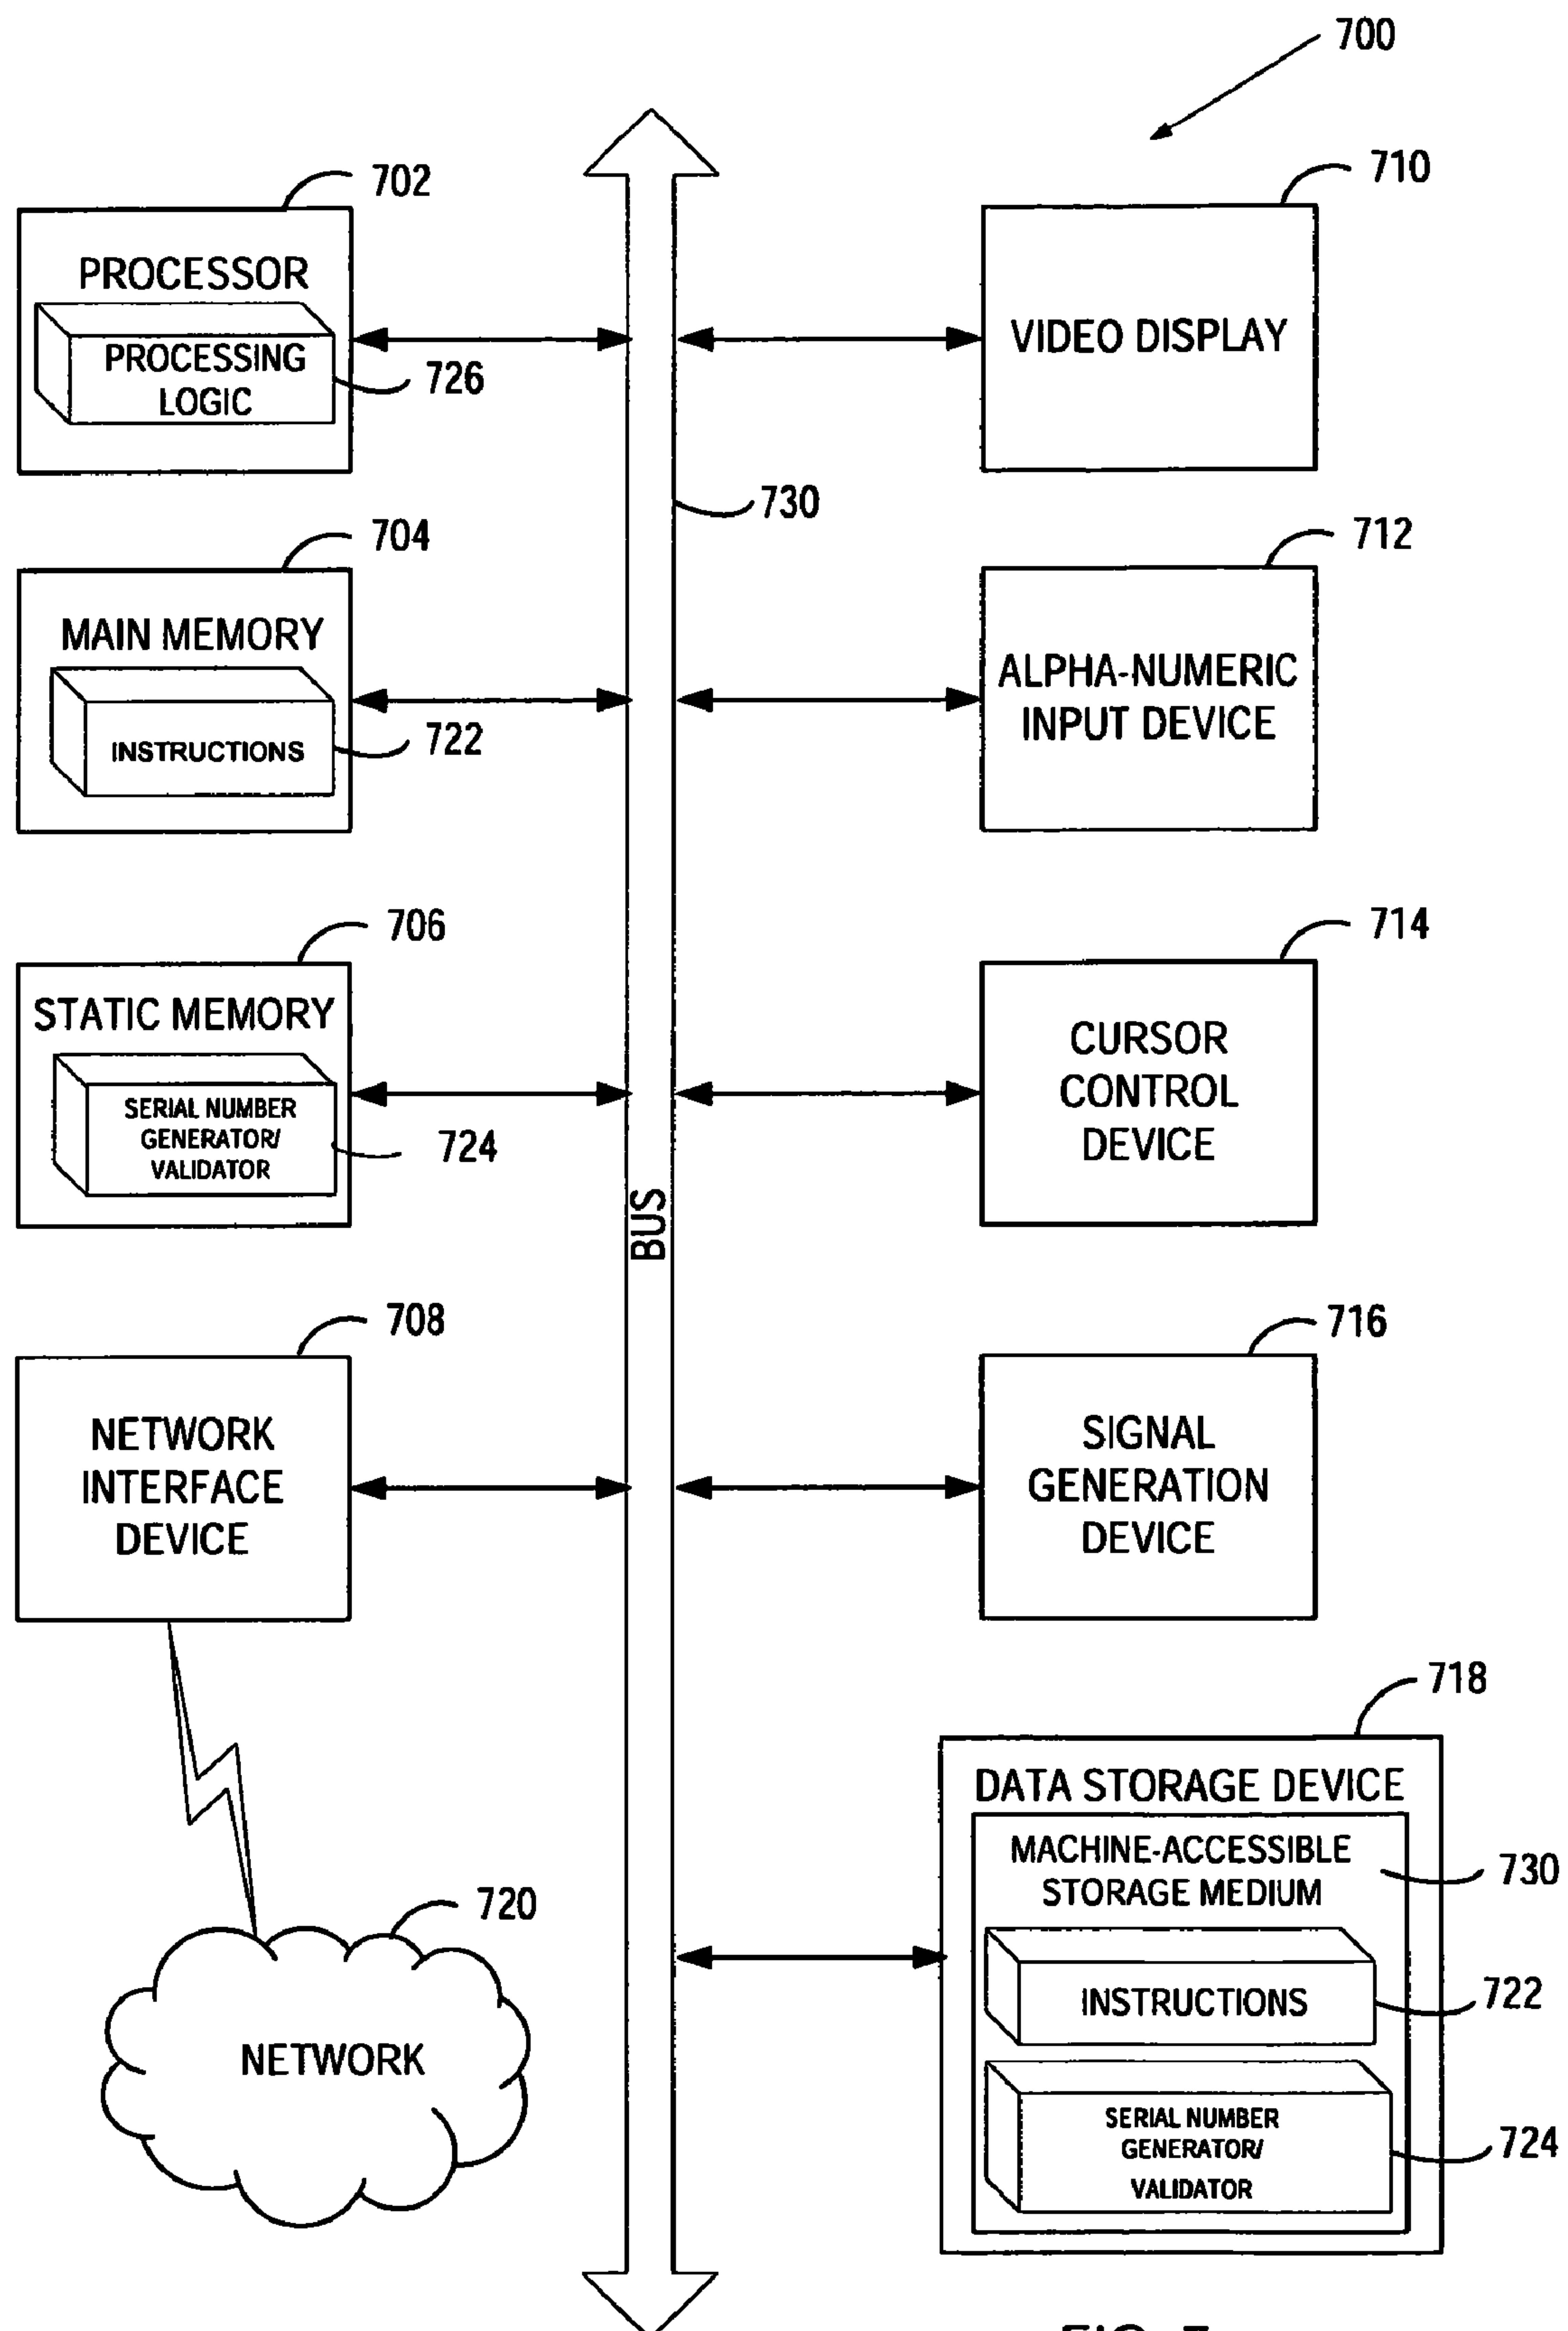 700
702
PROCESSOR
PROCESSING
LOGIC
726
710
VIDEO DISPLAY
730
704
MAIN MEMORY
INSTRUCTIONS
722
712
ALPHA-NUMERIC
INPUT DEVICE
706
STATIC MEMORY
SERIAL NUMBER
GENERATOR/
VALIDATOR
724
714
CURSOR
CONTROL
DEVICE
BUS
708
NETWORK
INTERFACE
DEVICE
716
SIGNAL
GENERATION
DEVICE
718
DATA STORAGE DEVICE
MACHINE-ACCESSIBLE
STORAGE MEDIUM
730
INSTRUCTIONS
722
SERIAL NUMBER
GENERATOR/
VALIDATOR
724
720
NETWORK